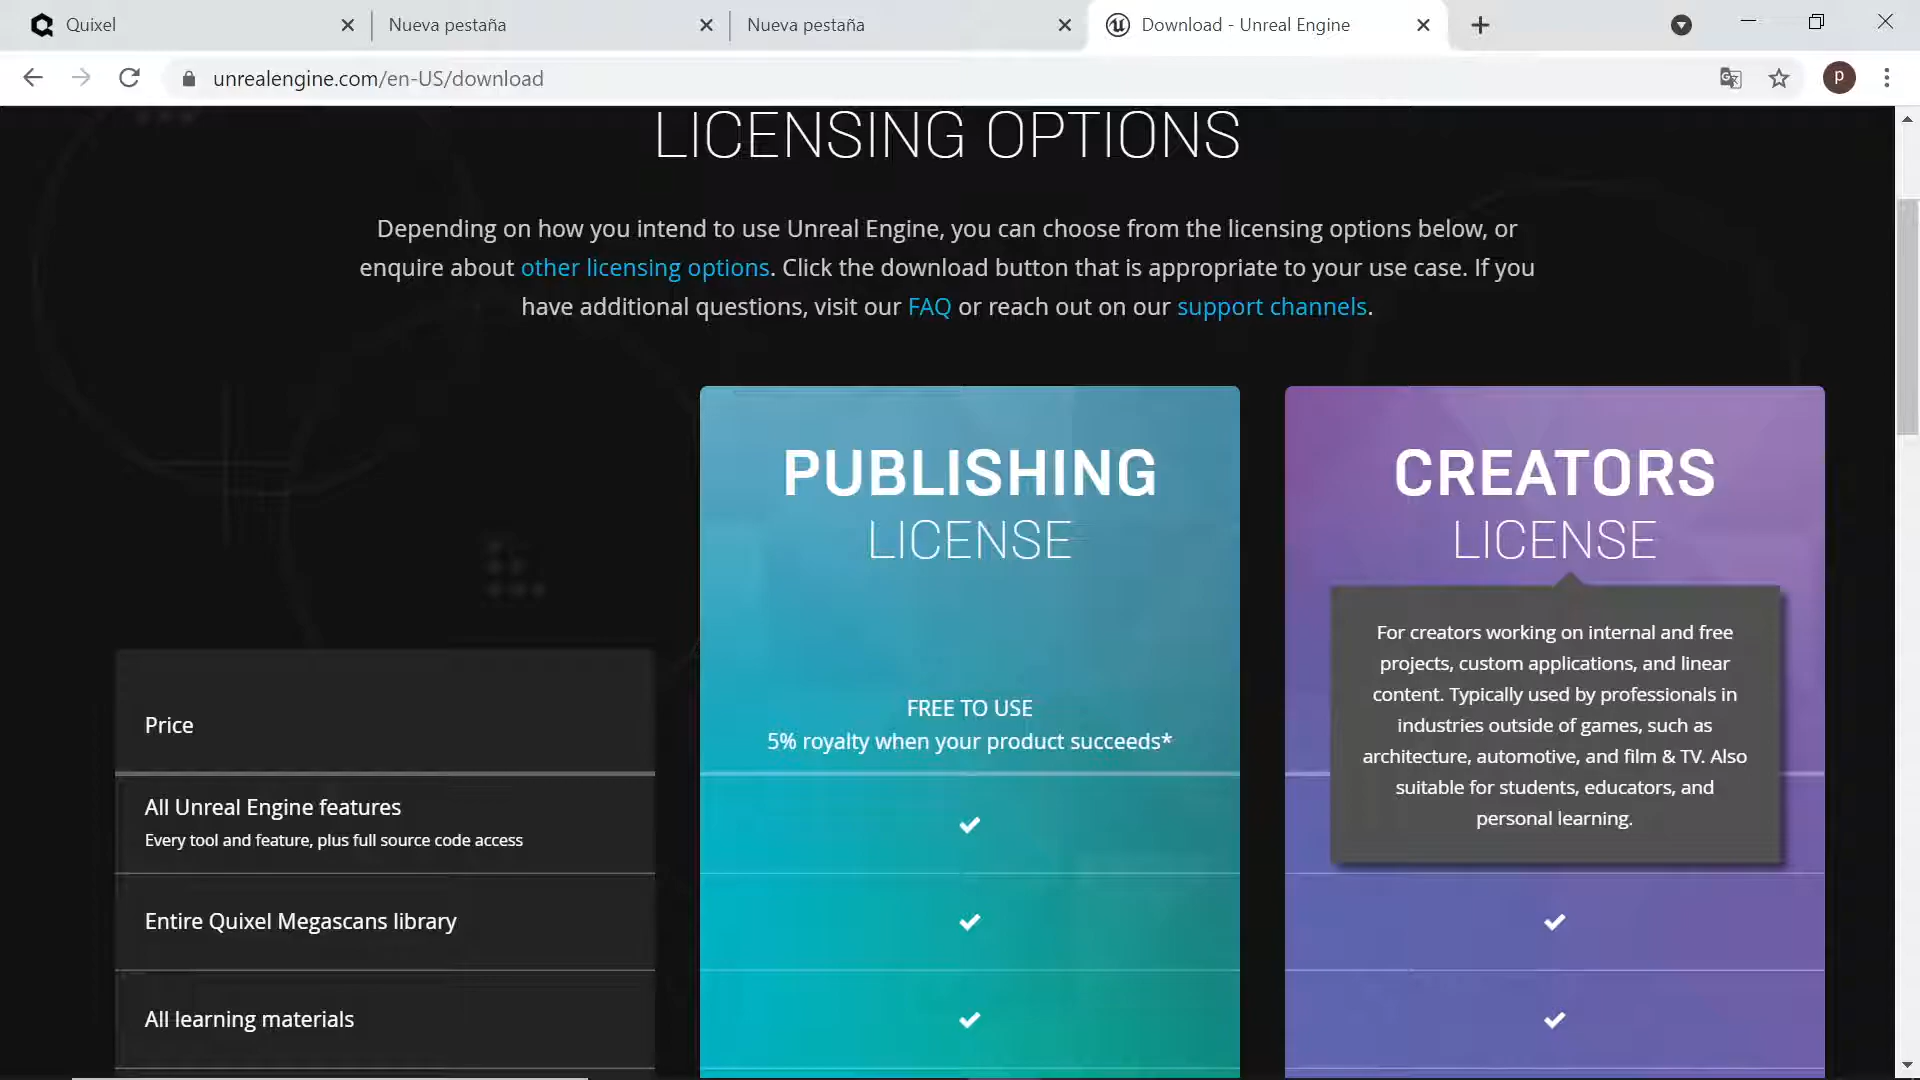 Quixel
Nueva pestaña
Nueva pestaña
Download - Unreal Engine
unrealengine.com/en-US/download
p
LICENSING OPTIONS
Depending on how you intend to use Unreal Engine, you can choose from the licensing options below, or
enquire about other licensing options. Click the download button that is appropriate to your use case. If you
have additional questions, visit our FAQ or reach out on our support channels.
PUBLISHING
LICENSE
FREE TO USE
5% royalty when your product succeeds*
CREATORS
LICENSE
For creators working on internal and free
projects, custom applications, and linear
content. Typically used by professionals in
industries outside of games, such as
architecture, automotive, and film & TV. Also
suitable for students, educators, and
personal learning.
Price
All Unreal Engine features
Every tool and feature, plus full source code access
Entire Quixel Megascans library
All learning materials